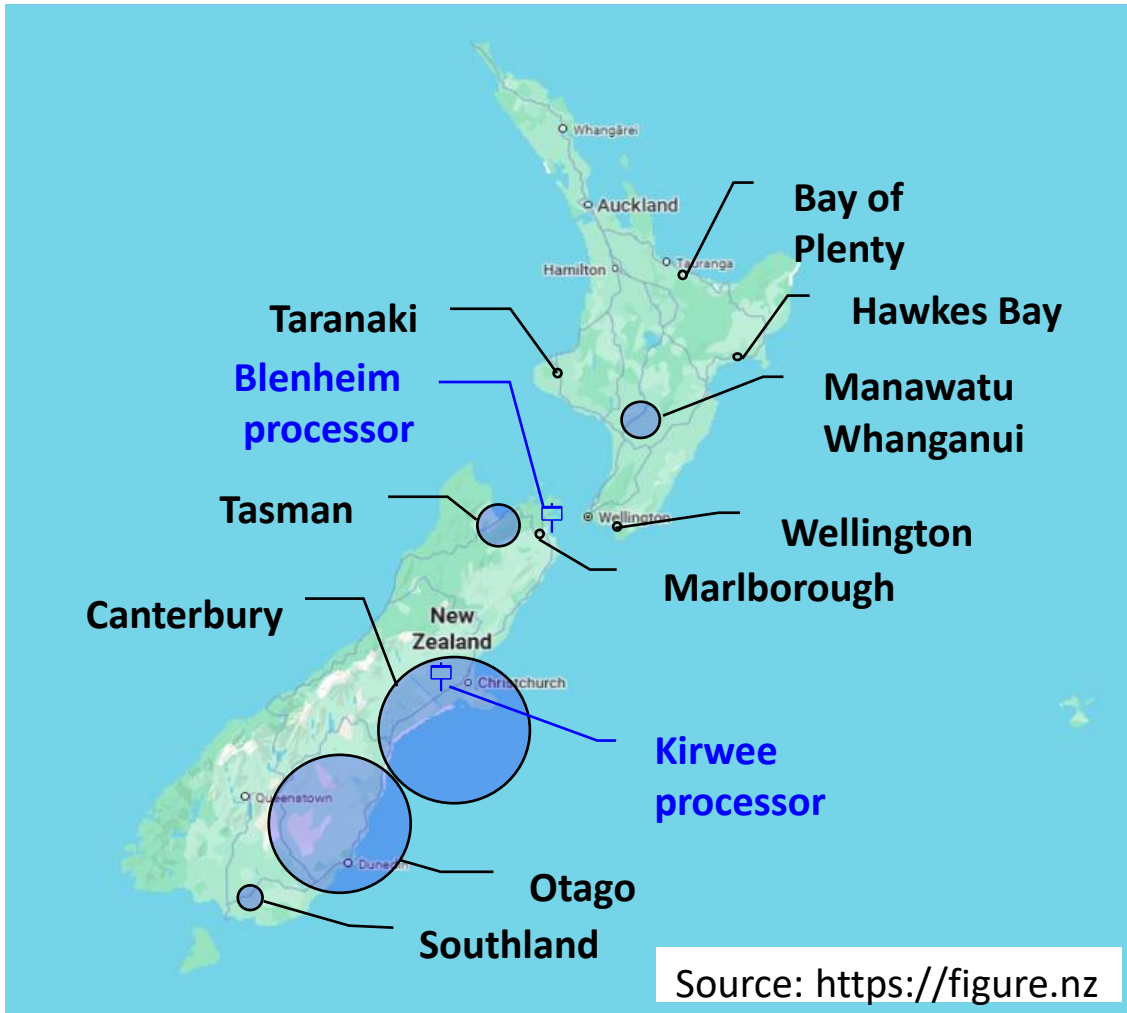 Whangārei
Auckland
Bay of
Plenty
Hamilton
Tauranga
Taranaki
Hawkes Bay
Blenheim
processor
Manawatu
Whanganui
Tasman
Wellington
Wellington
Marlborough
Canterbury
New
Zealand
Christchurch
Kirwee
processor
Queenstown
Dunedin
Otago
Southland
Source: https://figure.nz